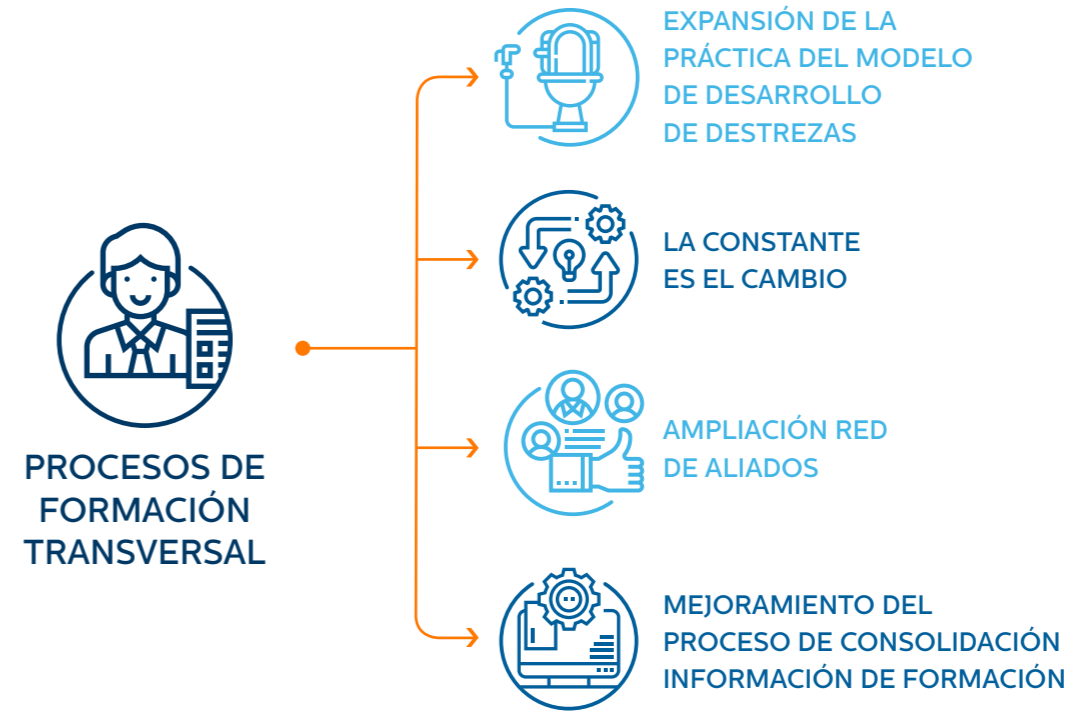 PROCESOS DE
FORMACIÓN
TRANSVERSAL
EXPANSIÓN DE LA
PRÁCTICA DEL MODELO
DE DESARROLLO
DE DESTREZAS
LA CONSTANTE
ES EL CAMBIO
AMPLIACIÓN RED
DE ALIADOS
MEJORAMIENTO DEL
PROCESO DE CONSOLIDACIÓN
INFORMACIÓN DE FORMACIÓN